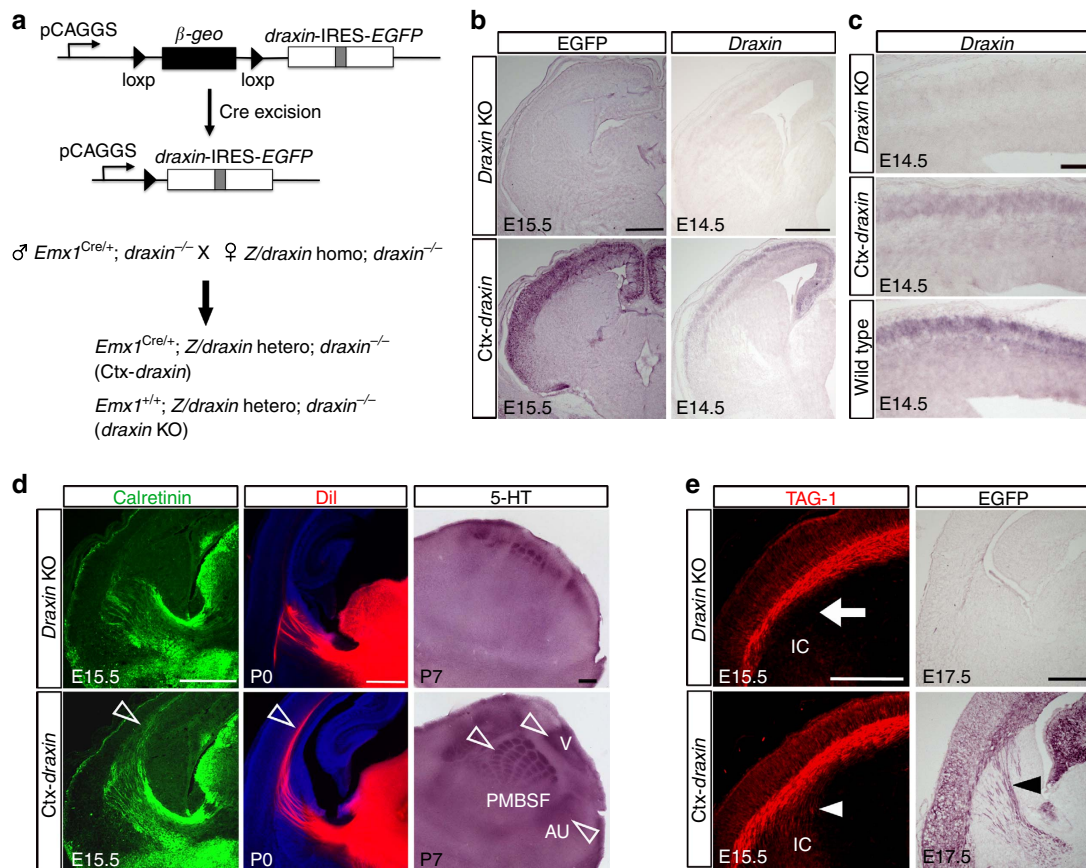 a
pCAGGS
β-geo
draxin-IRES-EGFP
loxp
loxp
Cre excision
pCAGGS
draxin-IRES-EGFP
♂ Emx1Cre/+; draxin–/– X ♀ Z/draxin homo; draxin–/–
Emx1Cre/+; Z/draxin hetero; draxin–/–
(Ctx-draxin)
Emx1+/+; Z/draxin hetero; draxin–/–
(draxin KO)
b
EGFP
Draxin
Draxin KO
E15.5
E14.5
Ctx-draxin
E15.5
E14.5
c
Draxin
Draxin KO
E14.5
Ctx-draxin
E14.5
Wild type
E14.5
d
Calretinin
DiI
5-HT
Draxin KO
E15.5
P0
P7
Ctx-draxin
E15.5
P0
V
PMBSF
AU
P7
e
TAG-1
EGFP
Draxin KO
IC
E15.5
E17.5
Ctx-draxin
IC
E15.5
E17.5